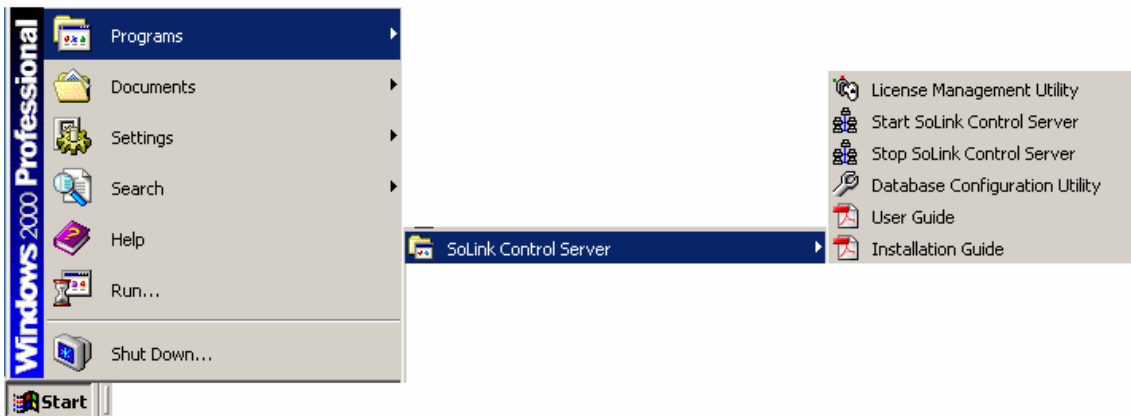 Windows 2000 Professional
Programs
Documents
Settings
Search
Help
Run...
Shut Down...
Start
SoLink Control Server
License Management Utility
Start SoLink Control Server
Stop SoLink Control Server
Database Configuration Utility
User Guide
Installation Guide